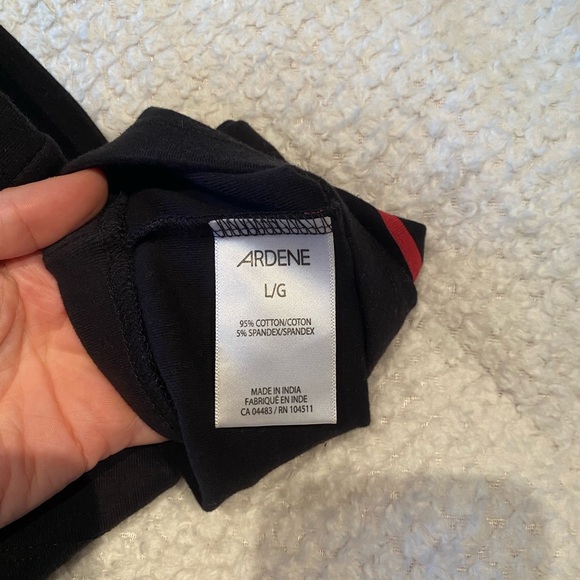 ARDENE
L/G
95% COTTON/COTON
5% SPANDEX/SPANDEX
MADE IN INDIA
FABRIQUÉ EN INDE
CA 04483 / RN 104511